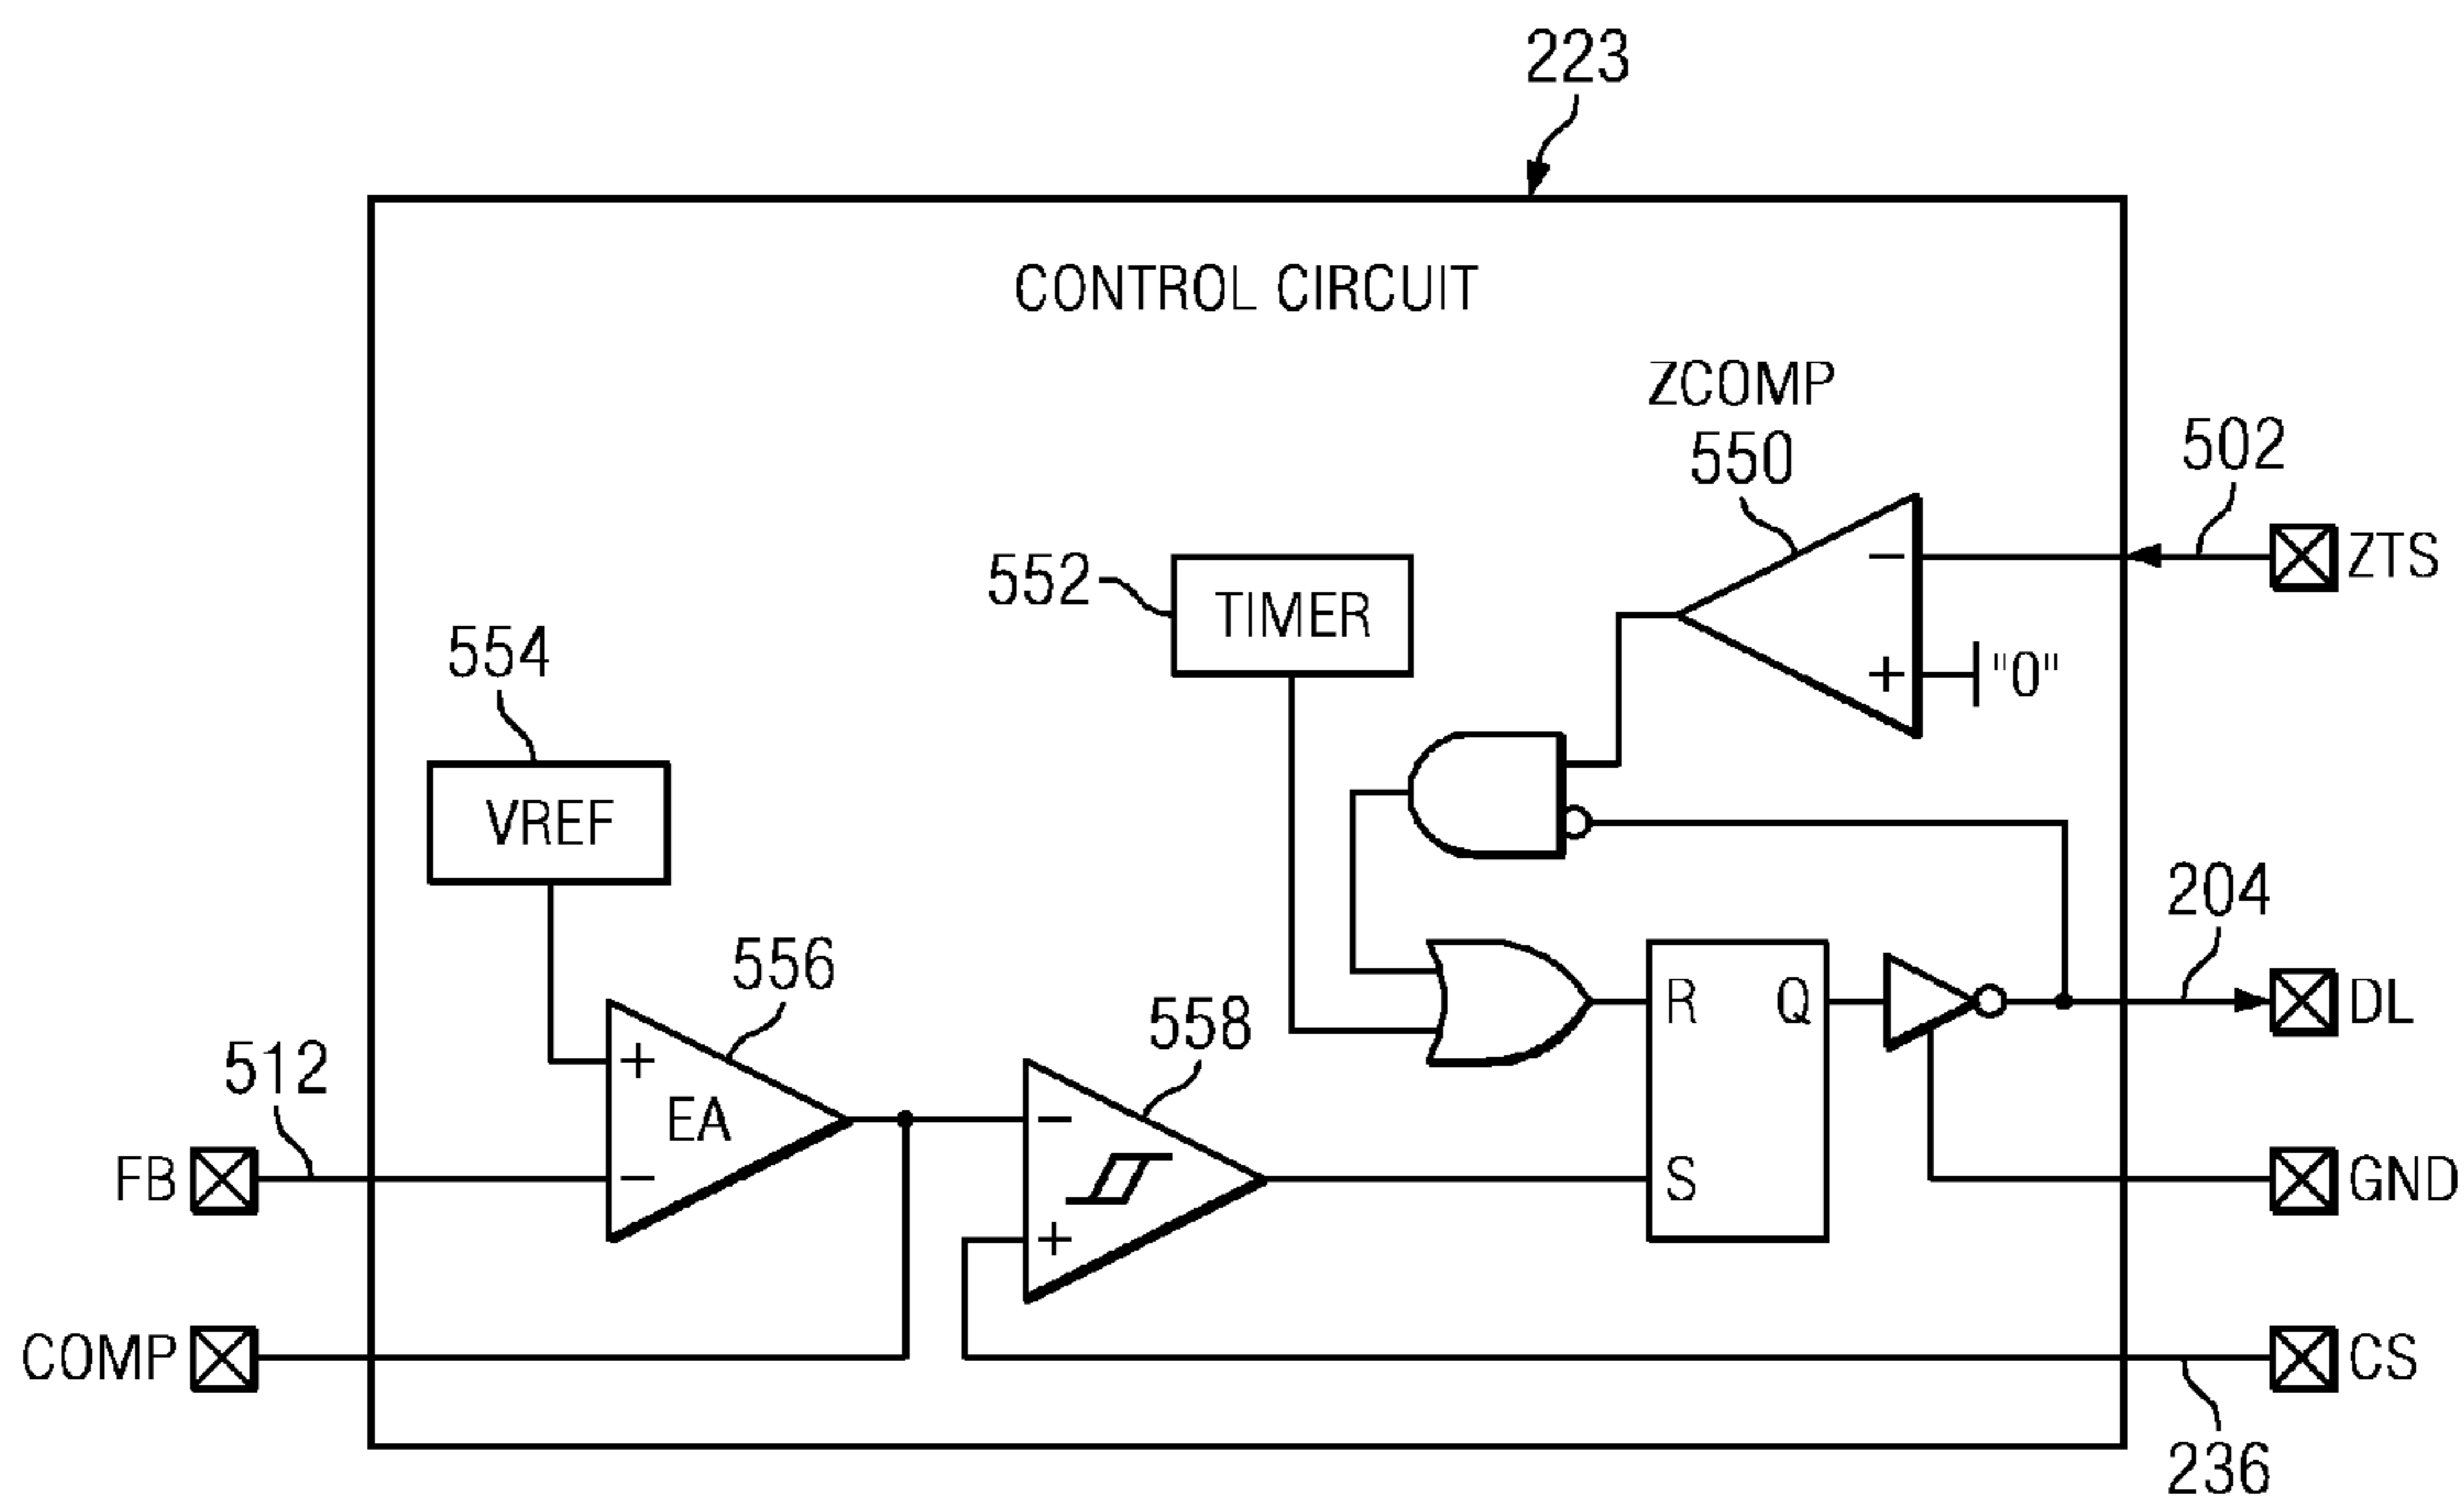 223
CONTROL CIRCUIT
ZCOMP
550
502
ZTS
−
+
"0"
552
TIMER
554
VREF
204
DL
R
Q
S
556
558
512
+
EA
−
−
+
FB
GND
COMP
CS
236